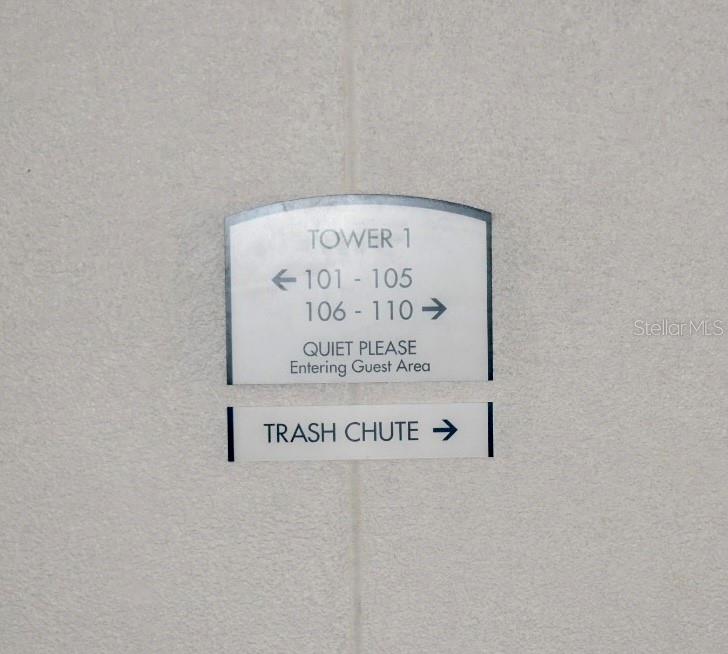 TOWER 1
← 101 - 105
106 - 110 →
QUIET PLEASE
Entering Guest Area
TRASH CHUTE →
StellarMLS